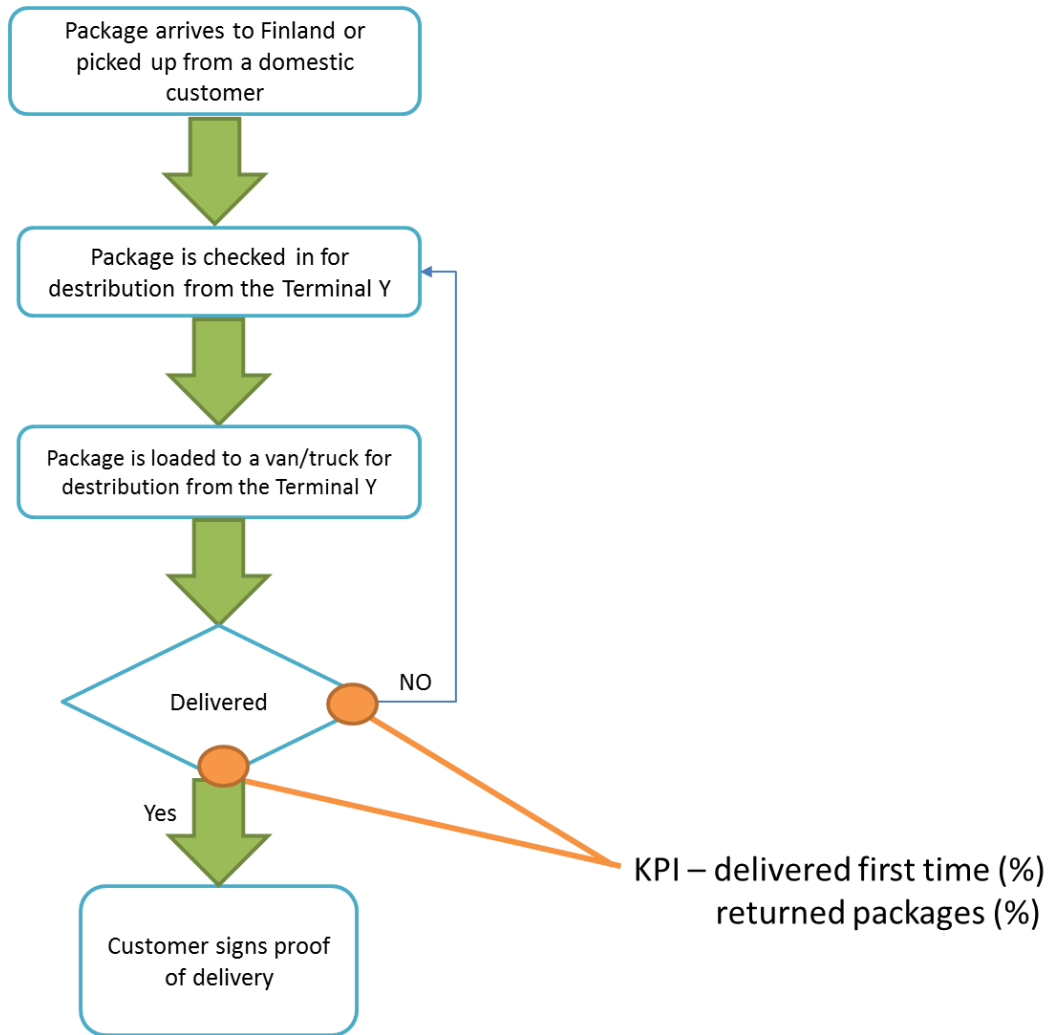 Package arrives to Finland or
picked up from a domestic
customer
Package is checked in for
destribution from the Terminal Y
Package is loaded to a van/truck for
destribution from the Terminal Y
Delivered
NO
Yes
KPI – delivered first time (%)
returned packages (%)
Customer signs proof
of delivery